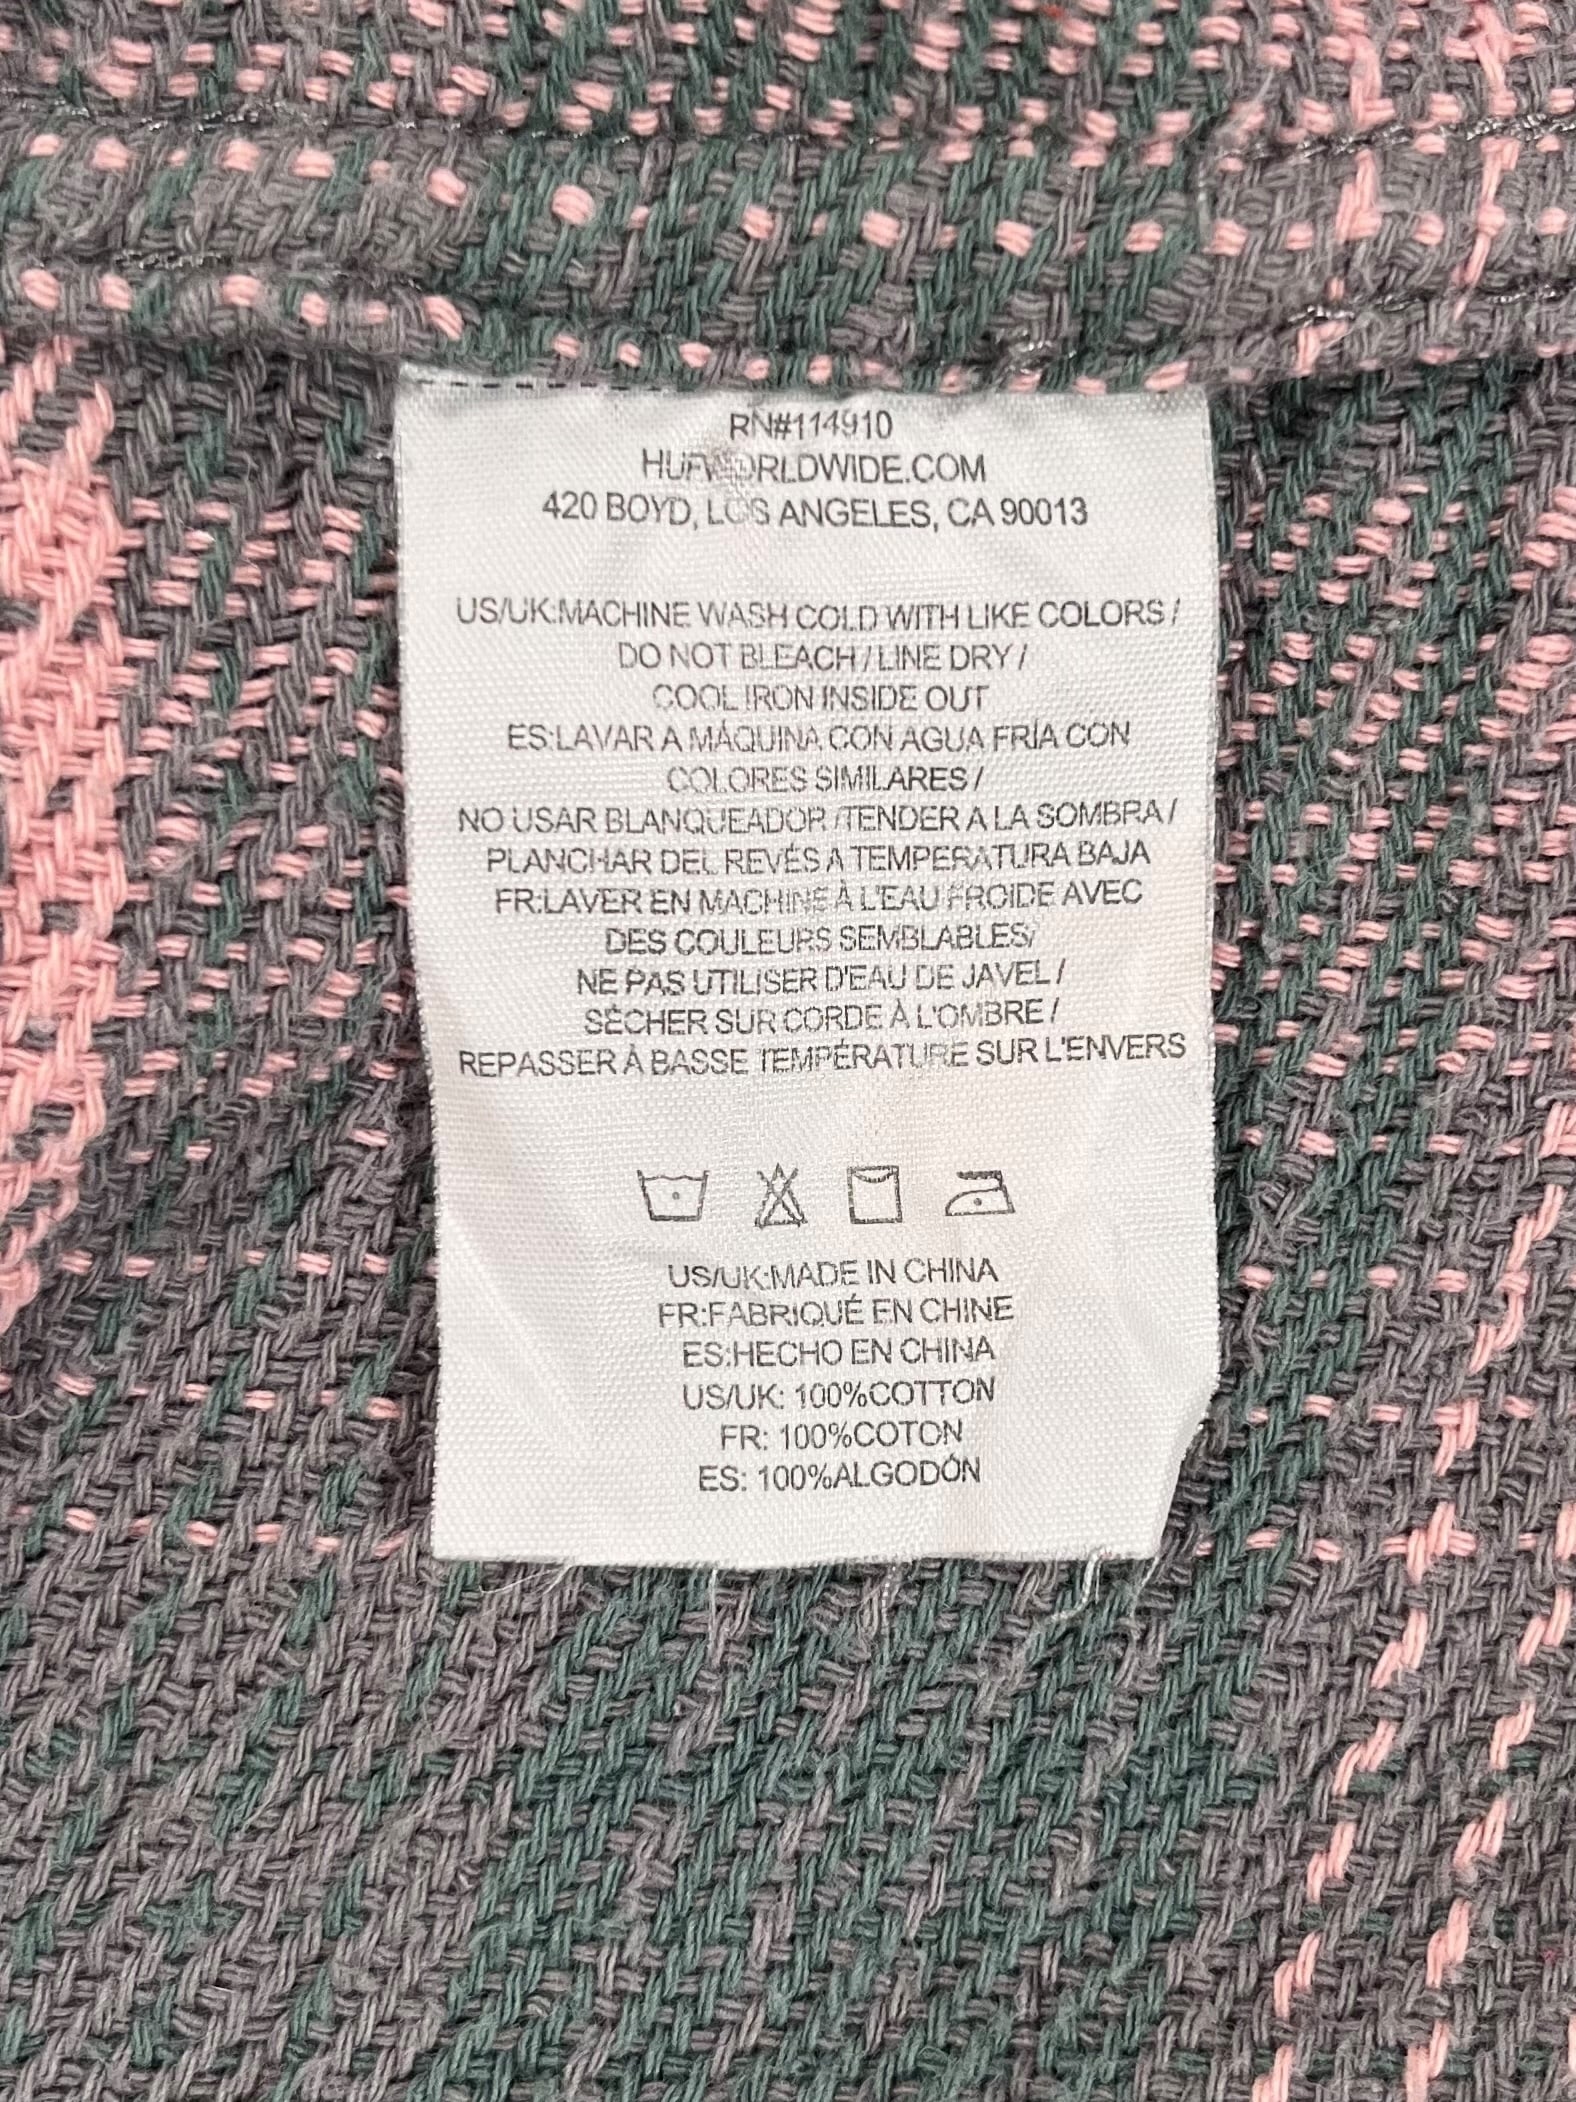 RN#114910
HUFWORLDWIDE.COM
420 BOYD, LOS ANGELES, CA 90013
US/UK:MACHINE WASH COLD WITH LIKE COLORS /
DO NOT BLEACH / LINE DRY /
COOL IRON INSIDE OUT
ES:LAVAR A MÁQUINA CON AGUA FRÍA CON
COLORES SIMILARES /
NO USAR BLANQUEADOR /TENDER A LA SOMBRA /
PLANCHAR DEL REVÉS A TEMPERATURA BAJA
FR:LAVER EN MACHINE À L'EAU FROIDE AVEC
DES COULEURS SEMBLABLES/
NE PAS UTILISER D'EAU DE JAVEL /
SÉCHER SUR CORDE À L'OMBRE /
REPASSER À BASSE TEMPÉRATURE SUR L'ENVERS
US/UK:MADE IN CHINA
FR:FABRIQUÉ EN CHINE
ES:HECHO EN CHINA
US/UK: 100%COTTON
FR: 100%COTON
ES: 100%ALGODÓN